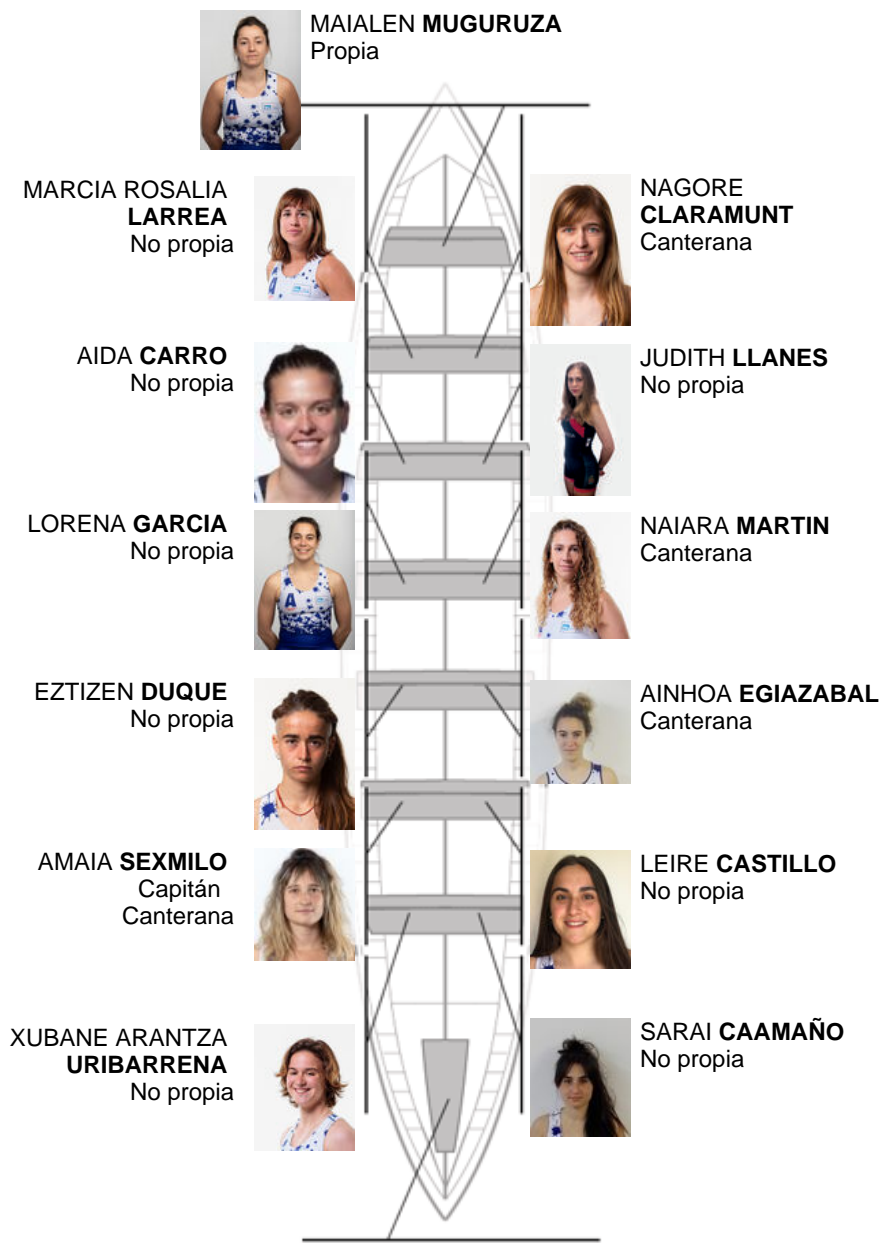 MAIALEN MUGURUZA
Propia
MARCIA ROSALIA
LARREA
No propia
NAGORE
CLARAMUNT
Canterana
AIDA CARRO
No propia
JUDITH LLANES
No propia
LORENA GARCIA
No propia
NAIARA MARTIN
Canterana
EZTIZEN DUQUE
No propia
AINHOA EGIAZABAL
Canterana
AMAIA SEXMILO
Capitán
Canterana
LEIRE CASTILLO
No propia
XUBANE ARANTZA
URIBARRENA
No propia
SARAI CAAMAÑO
No propia